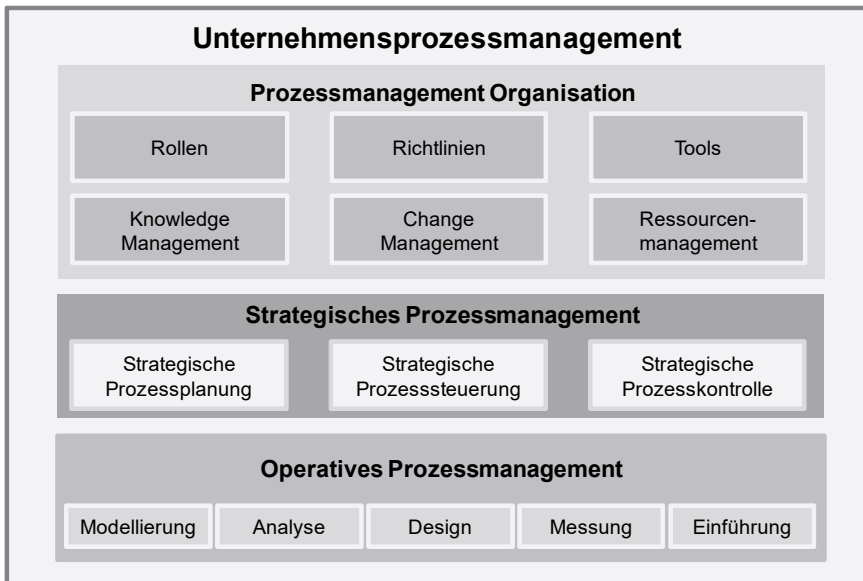 Unternehmensprozessmanagement
Prozessmanagement Organisation
Rollen
Richtlinien
Tools
Knowledge
Management
Change
Management
Ressourcen-
management
Strategisches Prozessmanagement
Strategische
Prozessplanung
Strategische
Prozesssteuerung
Strategische
Prozesskontrolle
Operatives Prozessmanagement
Modellierung
Analyse
Design
Messung
Einführung